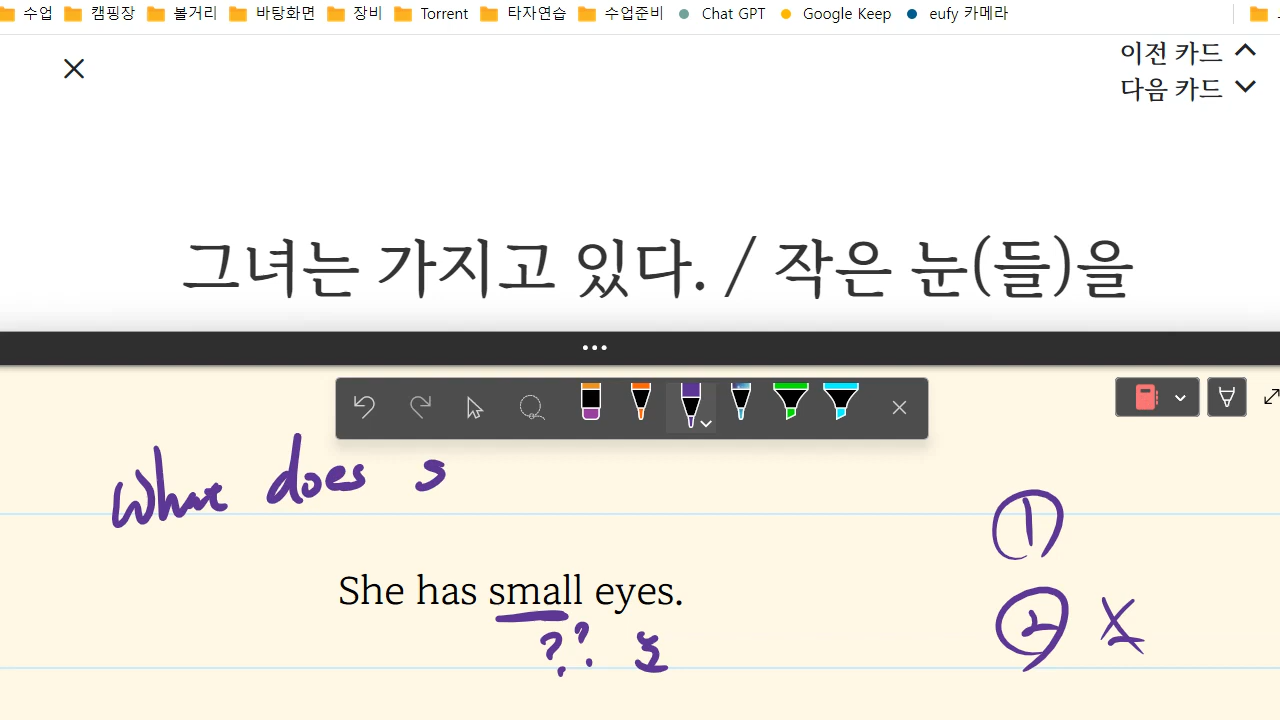 수업 캠핑장 볼거리 바탕화면 장비 Torrent 타자연습 수업준비 Chat GPT Google Keep eufy 카메라
이전 카드
다음 카드
그녀는 가지고 있다. / 작은 눈(들)을
What does s
①
She has small eyes.
?? 눈
②